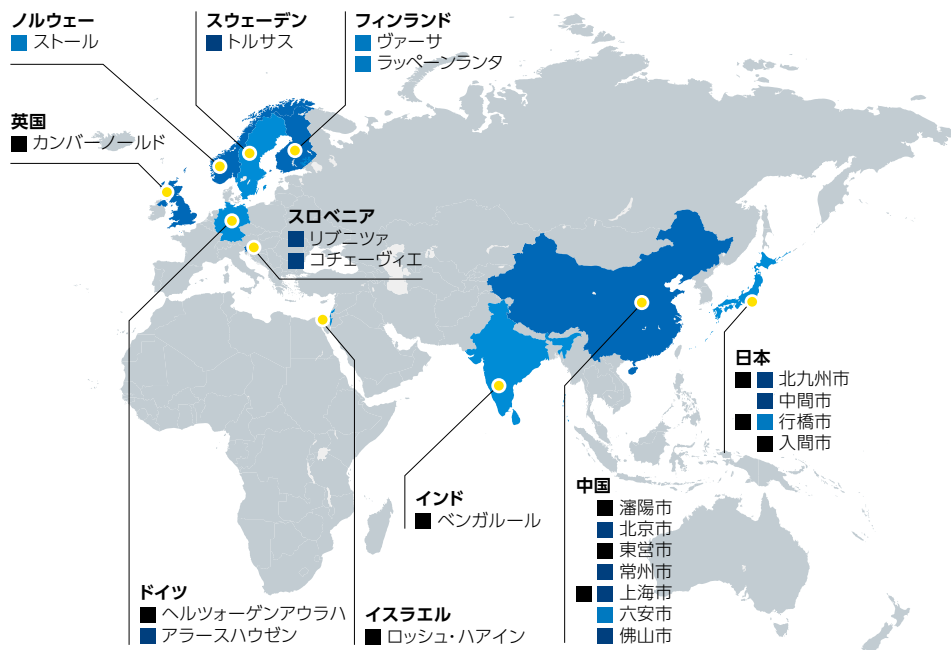 ノルウェー
ストール
スウェーデン
トルサス
フィンランド
ヴァーサ
ラッペーンランタ
英国
カンバーノールド
スロベニア
リブニツァ
コチェーヴィエ
日本
北九州市
中間市
行橋市
入間市
インド
ベンガルール
中国
瀋陽市
北京市
東営市
常州市
上海市
六安市
佛山市
ドイツ
ヘルツォーゲンアウラハ
アラースハウゼン
イスラエル
ロッシュ・ハアイン